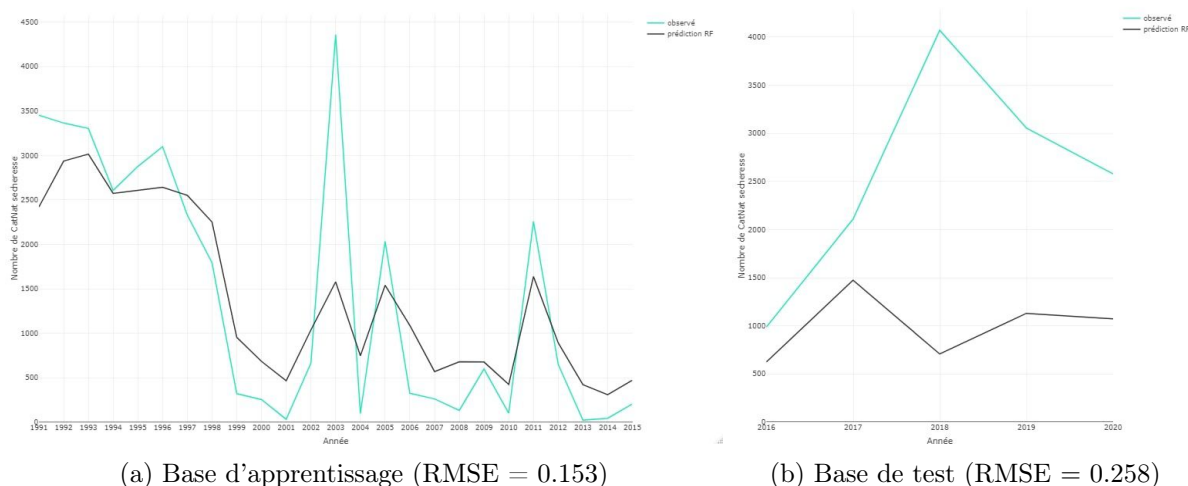 observé
prédiction RF
4500
4000
3500
3000
2500
2000
1500
1000
500
0
Nombre de CatNat secheresse
1991 1992 1993 1994 1995 1996 1997 1998 1999 2000 2001 2002 2003 2004 2005 2006 2007 2008 2009 2010 2011 2012 2013 2014 2015
Année
(a) Base d'apprentissage (RMSE = 0.153)
observé
prédiction RF
4000
3500
3000
2500
2000
1500
1000
500
0
Nombre de CatNat secheresse
2016 2017 2018 2019 2020
Année
(b) Base de test (RMSE = 0.258)